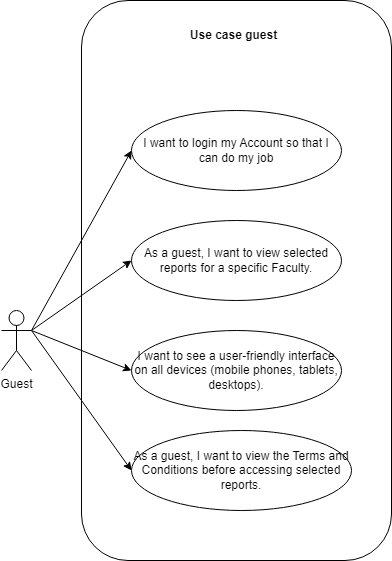 Use case guest
I want to login my Account so that I
can do my job
As a guest, I want to view selected
reports for a specific Faculty.
I want to see a user-friendly interface
on all devices (mobile phones, tablets,
desktops).
Guest
As a guest, I want to view the Terms and
Conditions before accessing selected
reports.